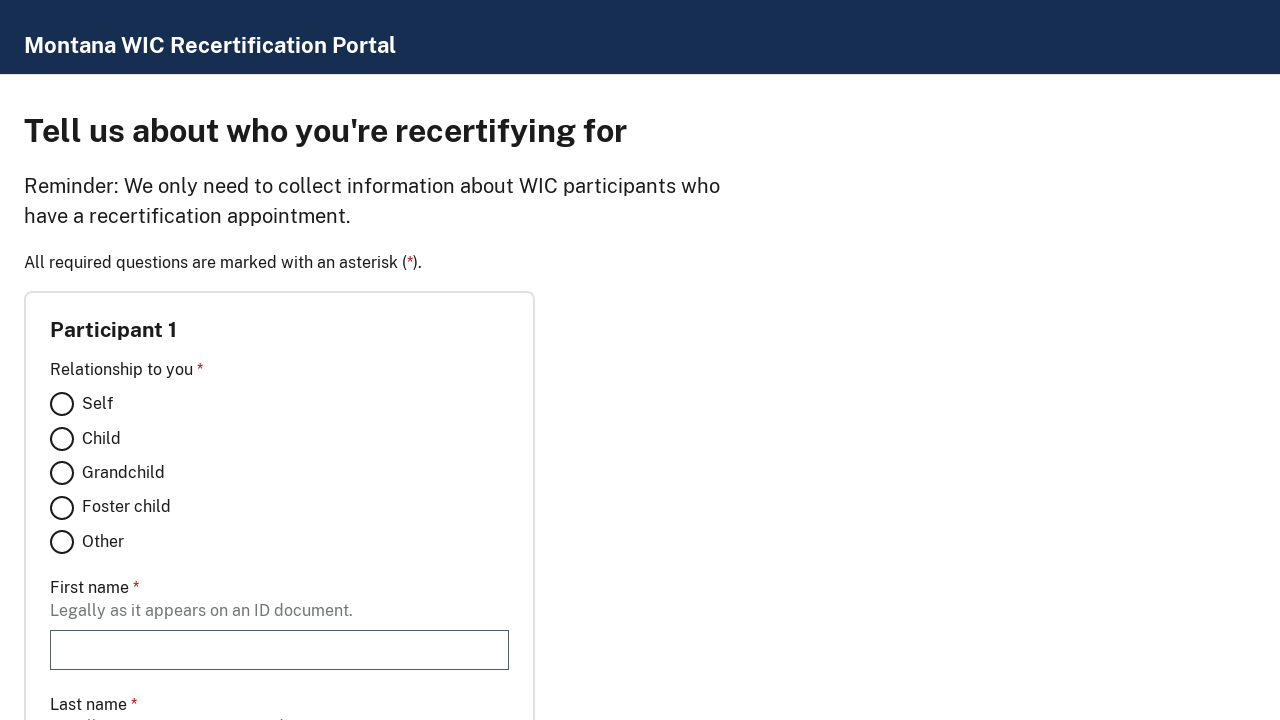 Montana WIC Recertification Portal
Tell us about who you're recertifying for
Reminder: We only need to collect information about WIC participants who
have a recertification appointment.
All required questions are marked with an asterisk (*).
Participant 1
Relationship to you *
Self
Child
Grandchild
Foster child
Other
First name *
Legally as it appears on an ID document.
Last name *